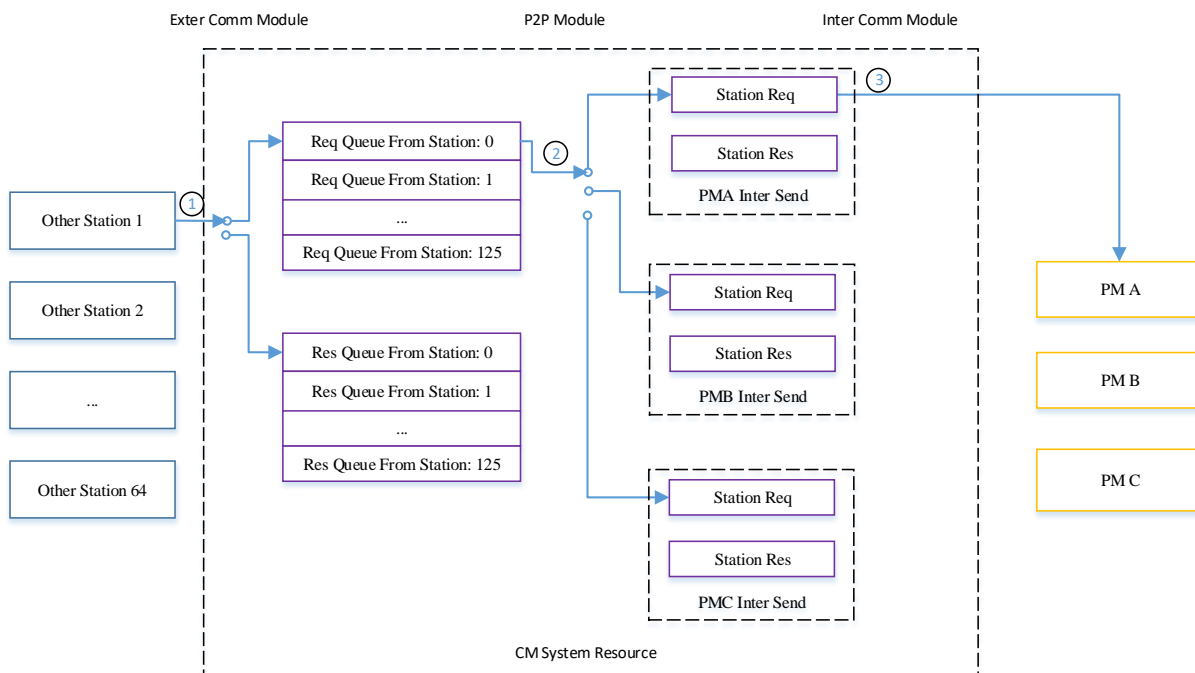 Exter Comm Module
P2P Module
Inter Comm Module
Other Station 1
Other Station 2
...
Other Station 64
1
Req Queue From Station: 0
Req Queue From Station: 1
...
Req Queue From Station: 125
Res Queue From Station: 0
Res Queue From Station: 1
...
Res Queue From Station: 125
2
Station Req
Station Res
PMA Inter Send
Station Req
Station Res
PMB Inter Send
Station Req
Station Res
PMC Inter Send
3
PM A
PM B
PM C
CM System Resource